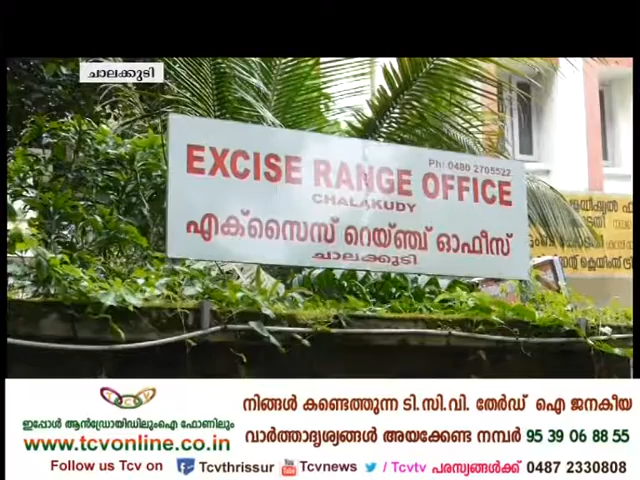 ചാലക്കുടി
Ph: 0480 2705522
EXCISE RANGE OFFICE
CHALAKUDY
എക്സൈസ് റെയ്ഞ്ച് ഓഫീസ്
ചാലക്കുടി
ഇപ്പോൾ ആൻഡ്രോയിഡിലുംഐ ഫോണിലും
www.tcvonline.co.in
നിങ്ങൾ കണ്ടെത്തുന്ന ടി.സി.വി. തേർഡ് ഐ ജനകീയ
വാർത്താദൃശ്യങ്ങൾ അയക്കേണ്ട നമ്പർ 95 39 06 88 55
Follow us Tcv on Tcvthrissur Tcvnews /Tcvtv പരസ്യങ്ങൾക്ക് 0487 2330808